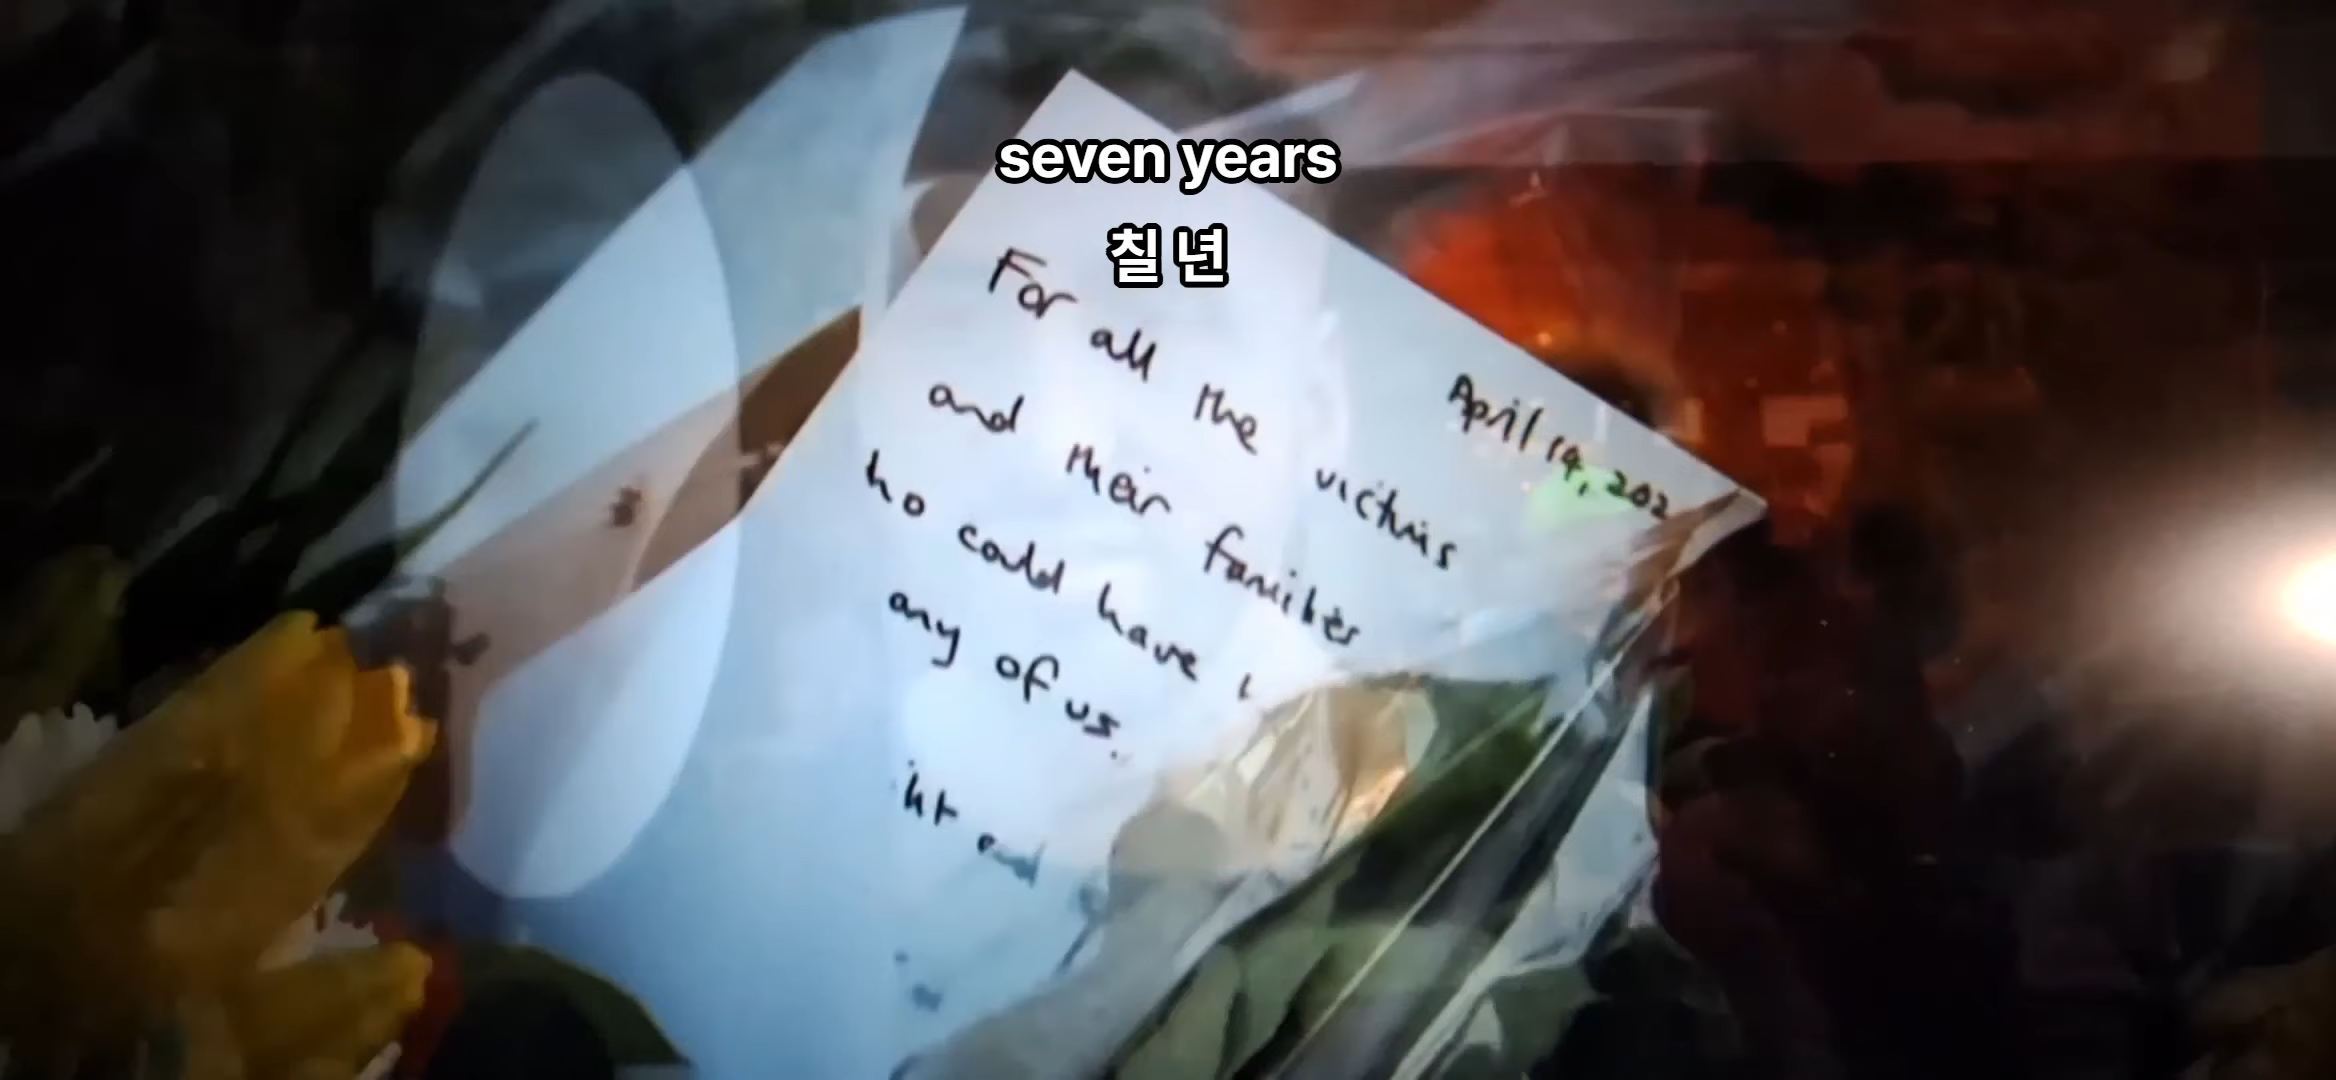 seven years
칠 년
April 14, 202
For all the victims
and their families
ho could have
any of us.
and